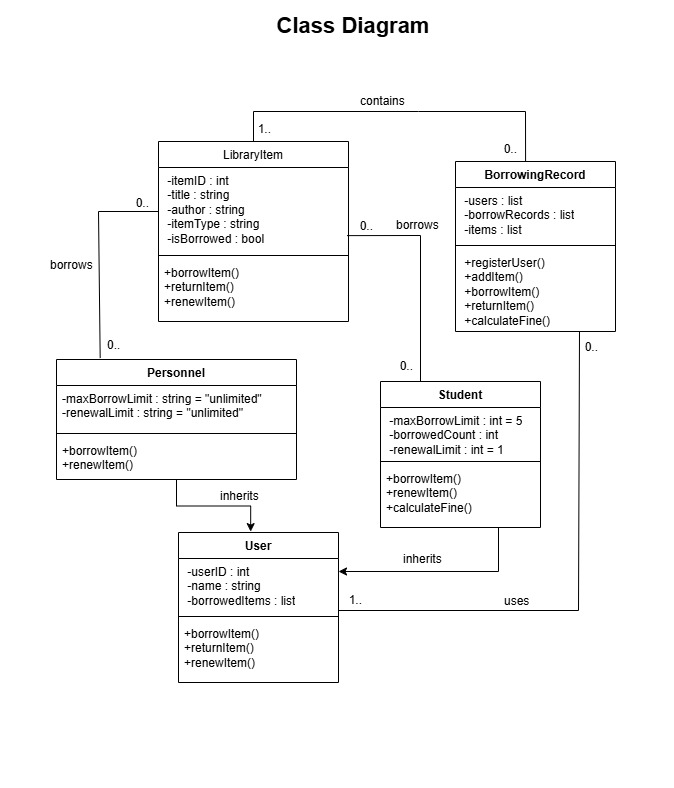 Class Diagram
contains
1..
0..
LibraryItem
-itemID : int
-title : string
-author : string
-itemType : string
-isBorrowed : bool
+borrowItem()
+returnItem()
+renewItem()
BorrowingRecord
-users : list
-borrowRecords : list
-items : list
+registerUser()
+addItem()
+borrowItem()
+returnItem()
+calculateFine()
0..
borrows
0..
0..
borrows
0..
0..
Personnel
-maxBorrowLimit : string = "unlimited"
-renewalLimit : string = "unlimited"
+borrowItem()
+renewItem()
Student
-maxBorrowLimit : int = 5
-borrowedCount : int
-renewalLimit : int = 1
+borrowItem()
+renewItem()
+calculateFine()
inherits
inherits
User
-userID : int
-name : string
-borrowedItems : list
+borrowItem()
+returnItem()
+renewItem()
1..
uses